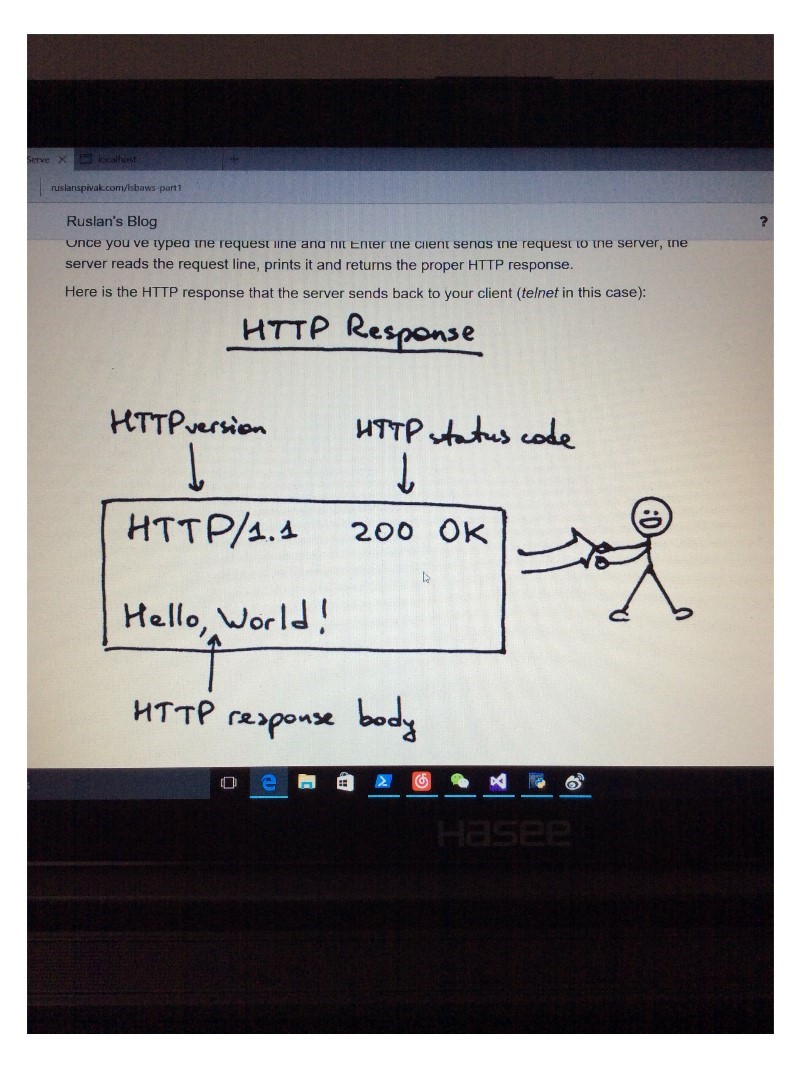 Serve
localhost
ruslanspivak.com/lsbaws-part1
Ruslan's Blog
?
Once you've typed the request line and hit Enter the client sends the request to the server, the
server reads the request line, prints it and returns the proper HTTP response.
Here is the HTTP response that the server sends back to your client (telnet in this case):
HTTP Response
HTTP version HTTP status code
HTTP/1.1 200 OK
Hello, World!
HTTP response body
Hasee